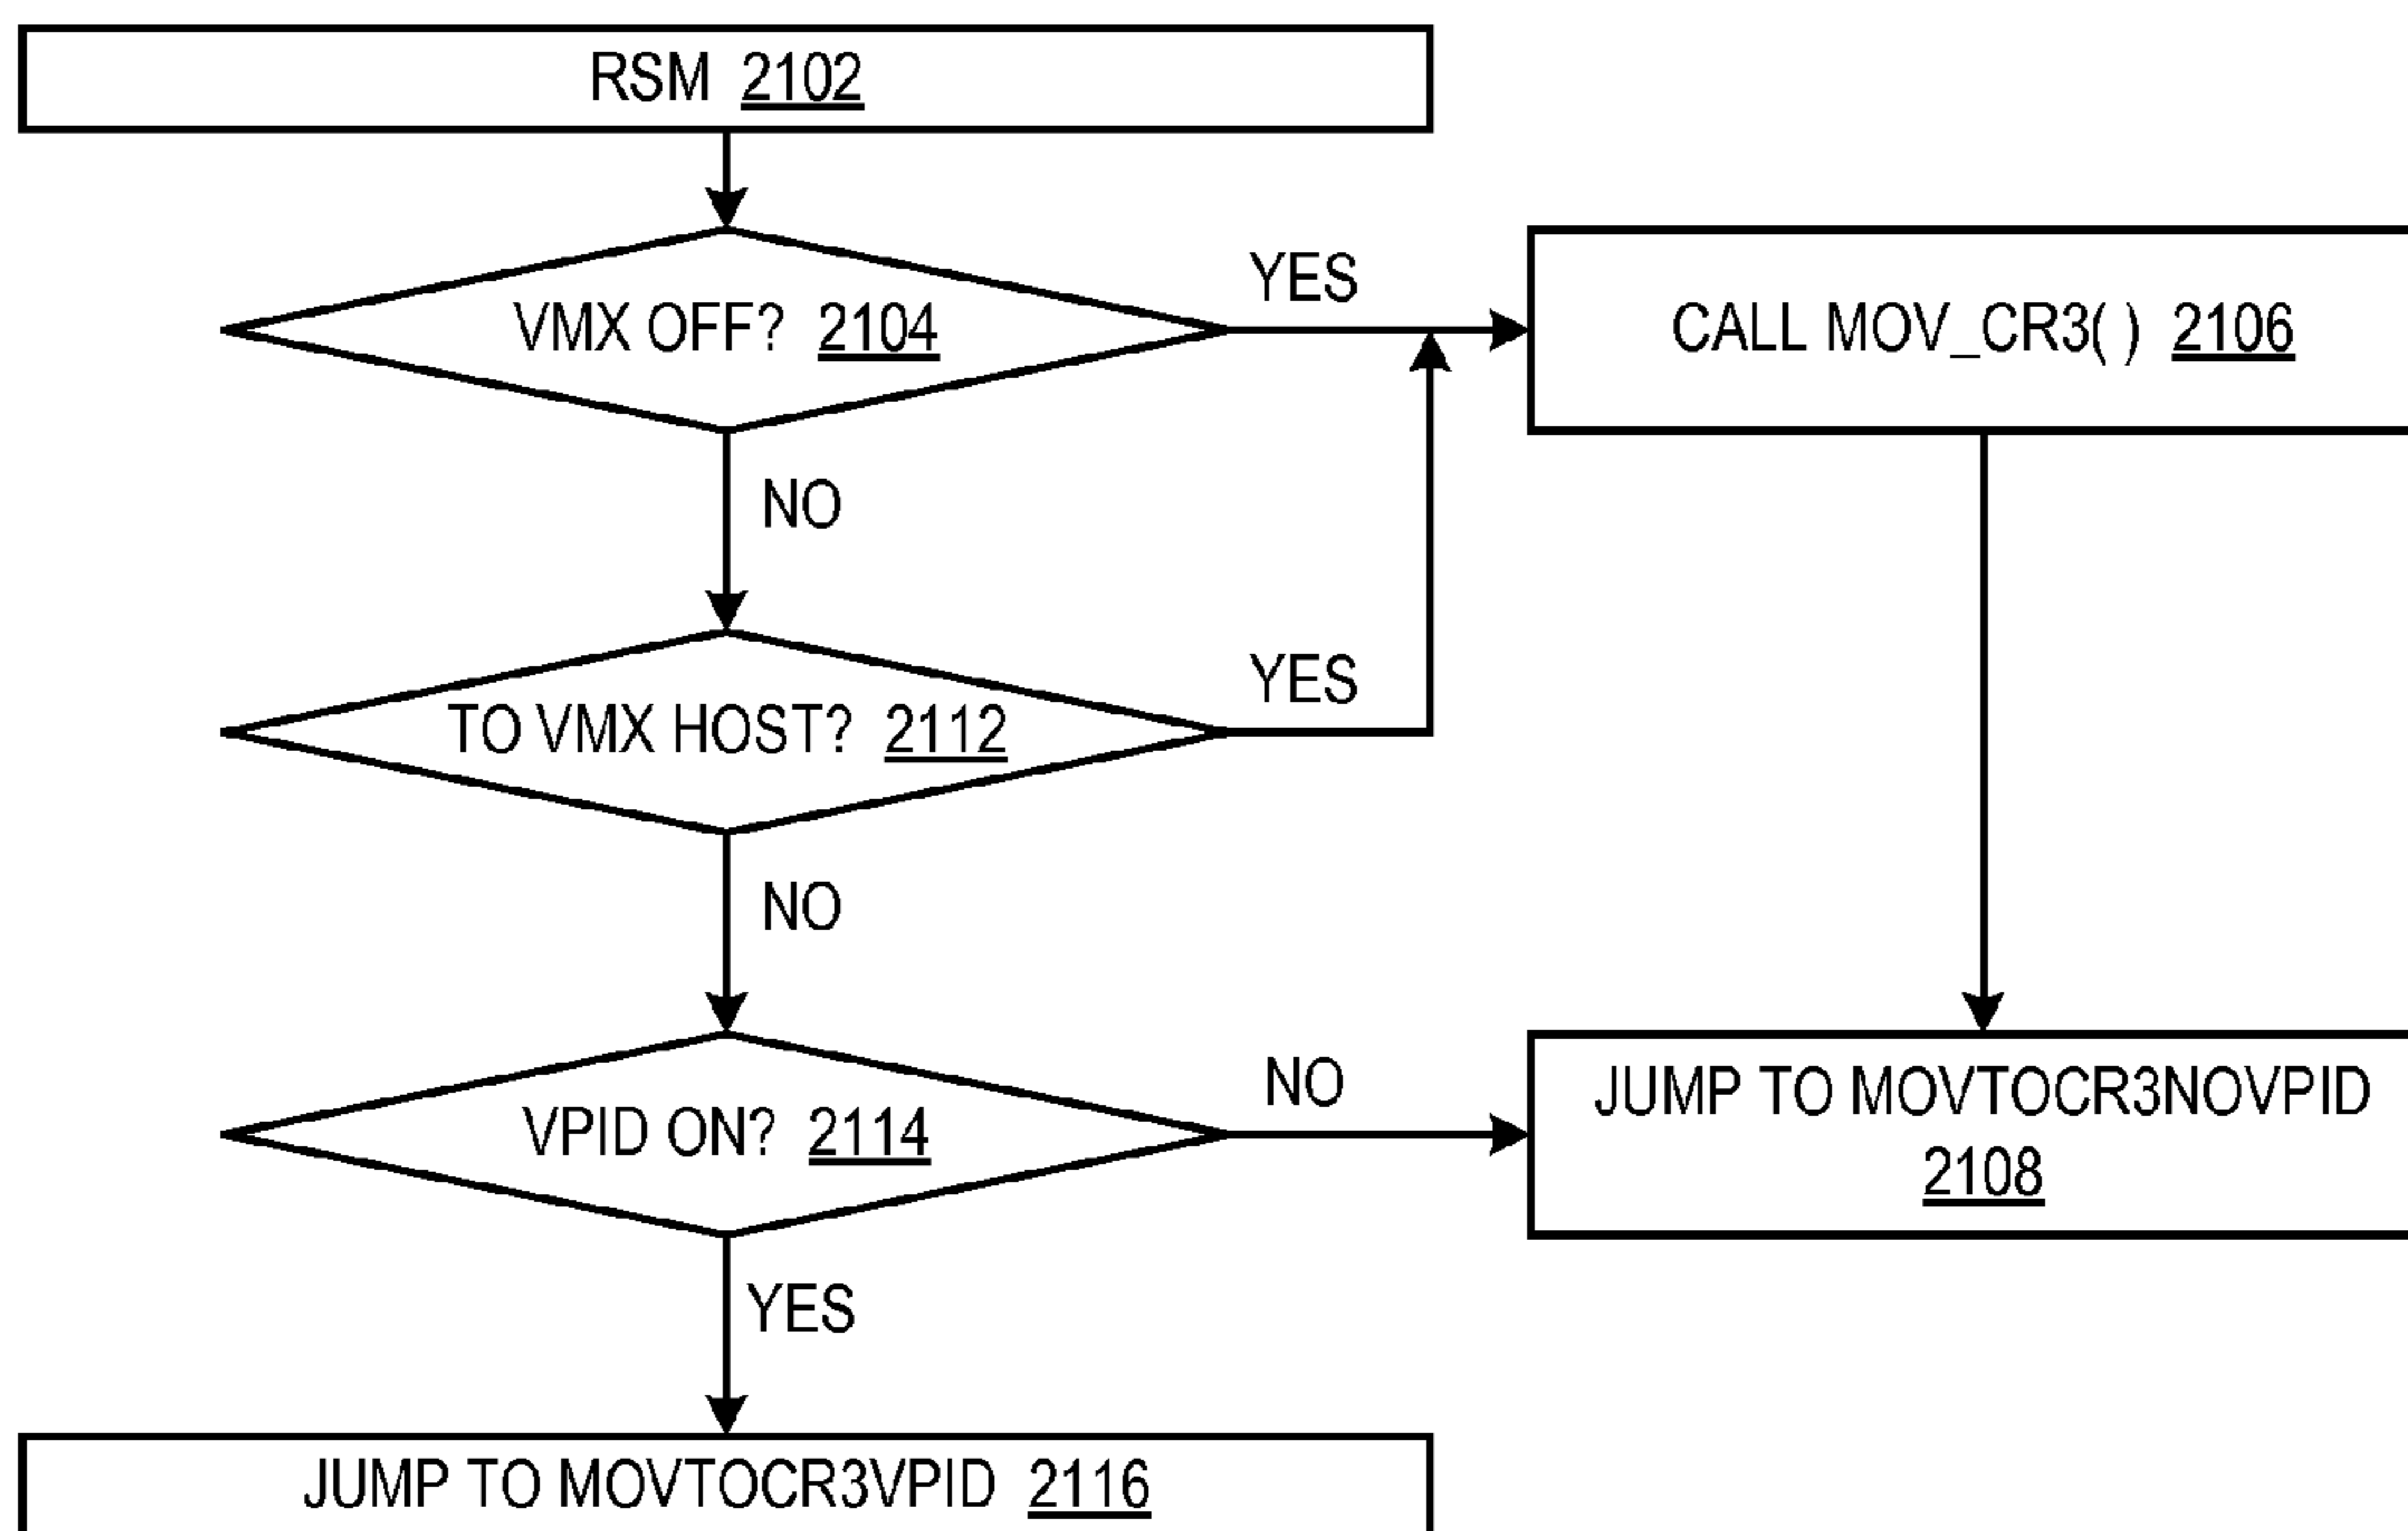 RSM 2102
VMX OFF? 2104
YES
CALL MOV_CR3( ) 2106
NO
TO VMX HOST? 2112
YES
NO
VPID ON? 2114
NO
JUMP TO MOVTOCR3NOVPID
2108
YES
JUMP TO MOVTOCR3VPID 2116